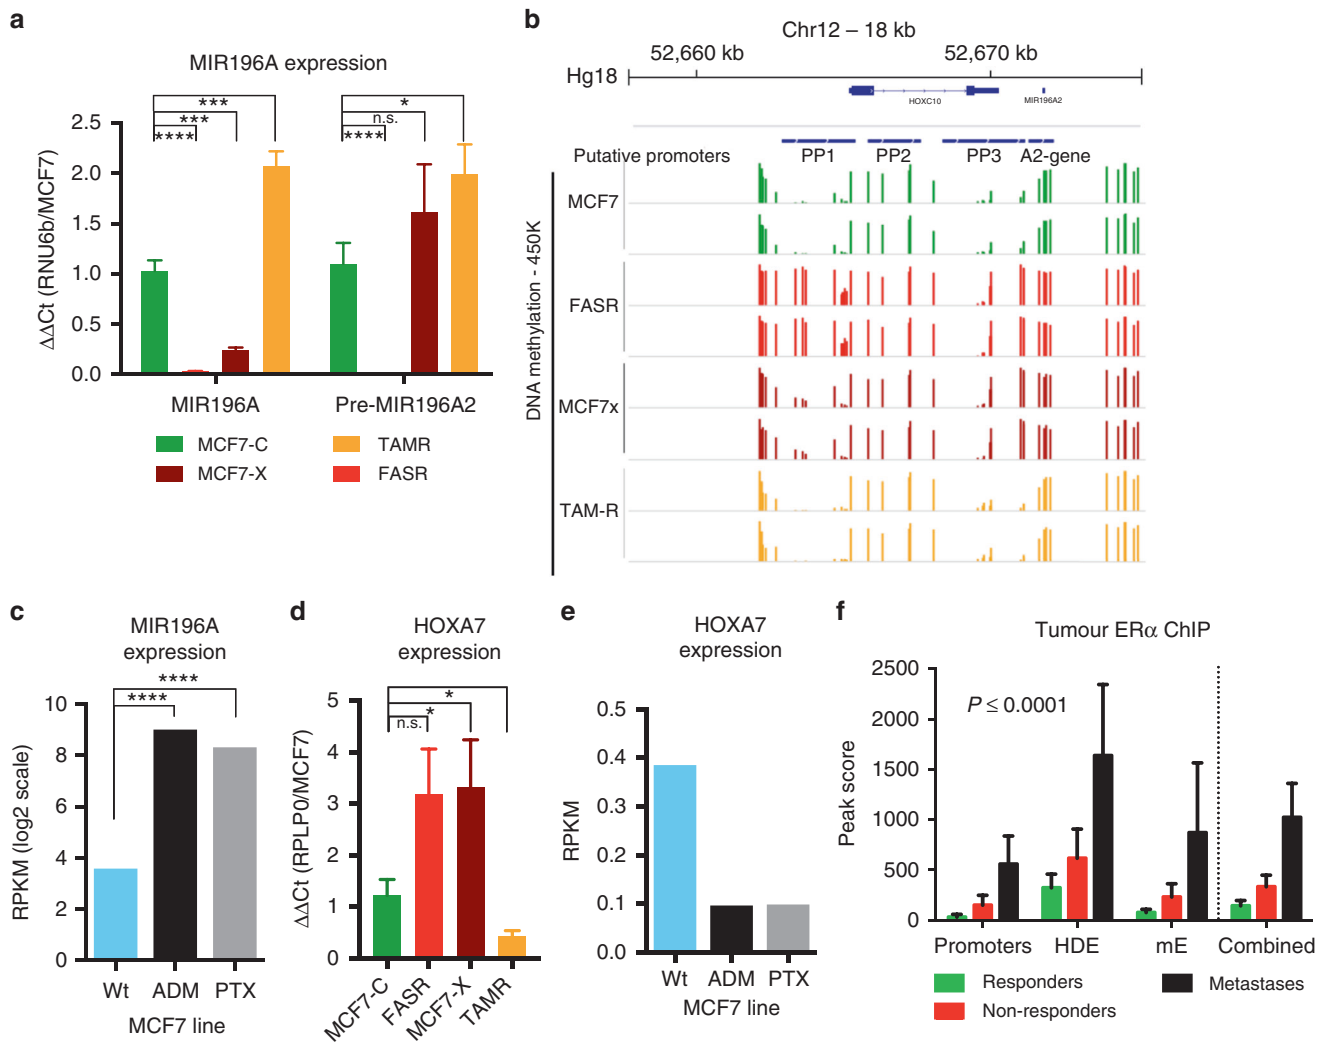 a
MIR196A expression
***
***
****
*
n.s.
****
ΔΔCt (RNU6b/MCF7)
2.5
2.0
1.5
1.0
0.5
0.0
MIR196A
Pre-MIR196A2
MCF7-C
TAMR
MCF7-X
FASR
b
Chr12 – 18 kb
52,660 kb
52,670 kb
Hg18
HOXC10
MIR196A2
Putative promoters
PP1
PP2
PP3
A2-gene
DNA methylation - 450K
MCF7
FASR
MCF7x
TAM-R
c
MIR196A
expression
****
****
RPKM (log2 scale)
10
8
6
4
2
0
Wt
ADM
PTX
MCF7 line
d
HOXA7
expression
*
*
n.s.
ΔΔCt (RPLP0/MCF7)
5
4
3
2
1
0
MCF7-C
FASR
MCF7-X
TAMR
e
HOXA7
expression
RPKM
0.5
0.4
0.3
0.2
0.1
0.0
Wt
ADM
PTX
MCF7 line
f
Tumour ERα ChIP
P ≤ 0.0001
Peak score
2500
2000
1500
1000
500
0
Promoters
HDE
mE
Combined
Responders
Metastases
Non-responders